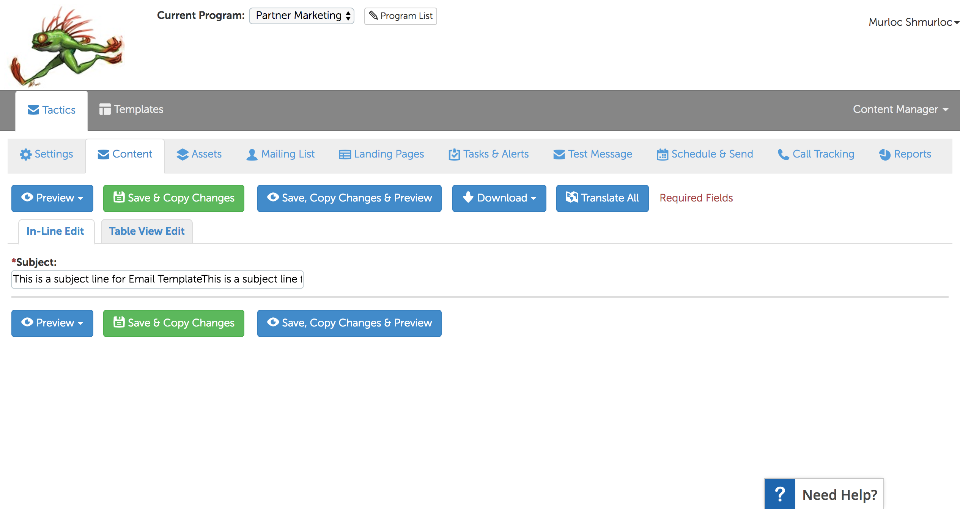 Current Program: Partner Marketing Program List
Murloc Shmurloc
Tactics Templates Content Manager
Settings Content Assets Mailing List Landing Pages Tasks & Alerts Test Message Schedule & Send Call Tracking Reports
Preview Save & Copy Changes Save, Copy Changes & Preview Download Translate All Required Fields
In-Line Edit Table View Edit
*Subject:
This is a subject line for Email TemplateThis is a subject line
Preview Save & Copy Changes Save, Copy Changes & Preview
? Need Help?